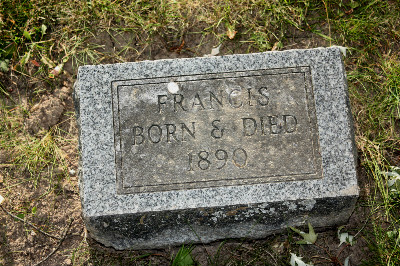 FRANCIS
BORN & DIED
1890